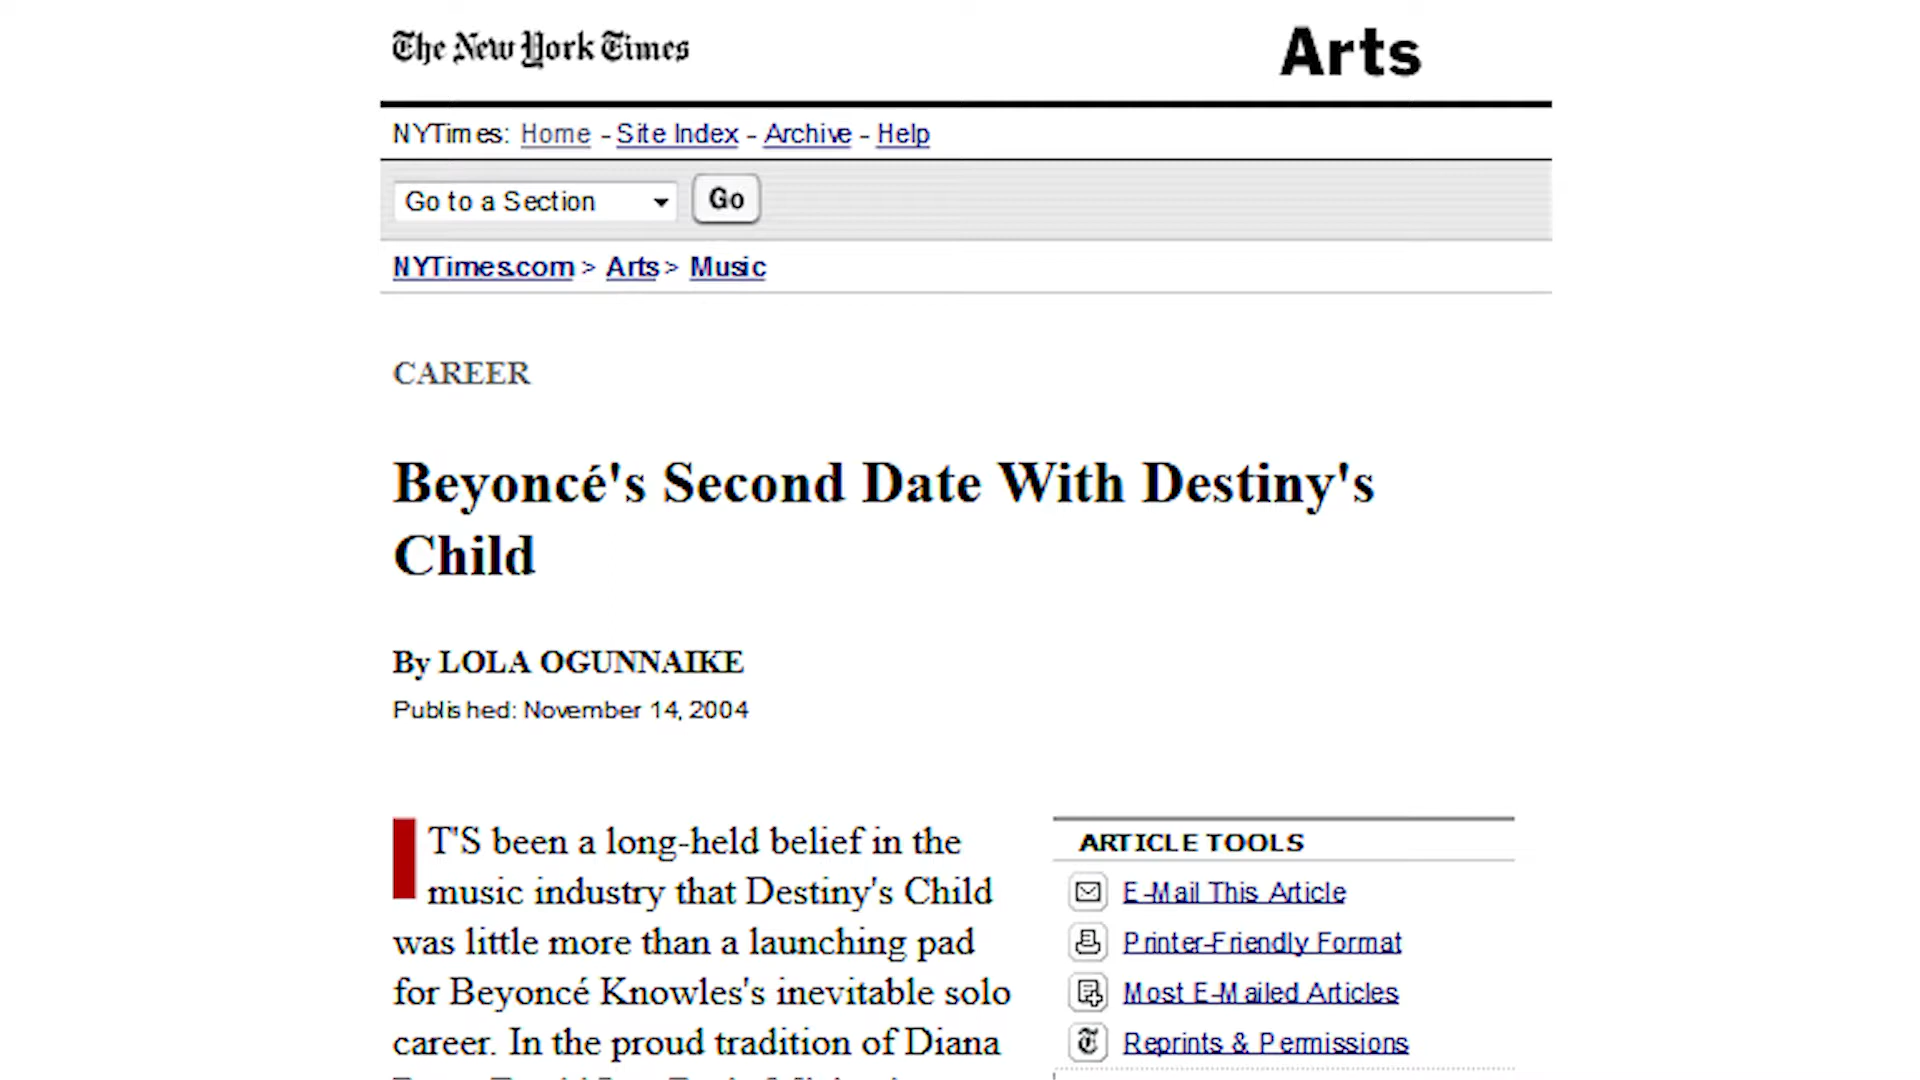 The New York Times
Arts
NYTimes: Home - Site Index - Archive - Help
Go to a Section
Go
NYTimes.com > Arts > Music
CAREER
Beyoncé's Second Date With Destiny's
Child
By LOLA OGUNNAIKE
Published: November 14, 2004
IT'S been a long-held belief in the
music industry that Destiny's Child
was little more than a launching pad
for Beyoncé Knowles's inevitable solo
career. In the proud tradition of Diana
ARTICLE TOOLS
E-Mail This Article
Printer-Friendly Format
Most E-Mailed Articles
Reprints & Permissions